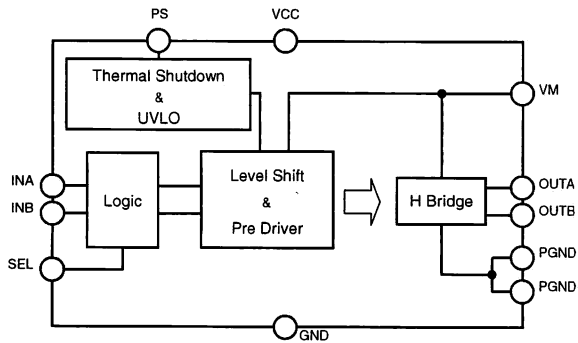 PS
VCC
Thermal Shutdown
&
UVLO
VM
INA
INB
Logic
Level Shift
&
Pre Driver
H Bridge
OUTA
OUTB
SEL
PGND
PGND
GND